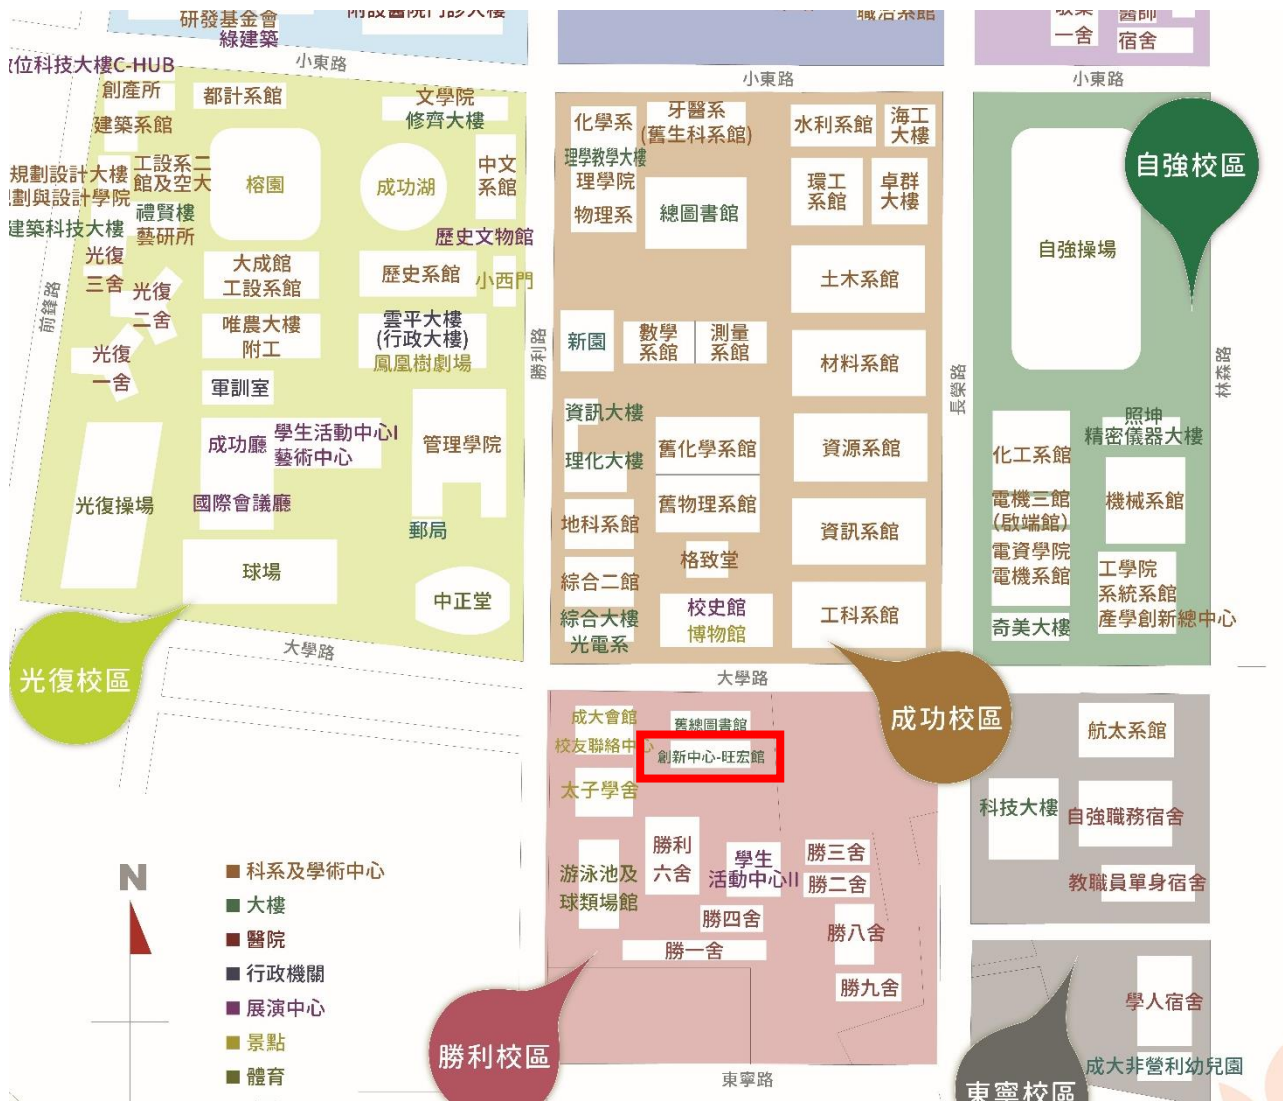 研發基金會
綠建築
附設醫院門診大樓
職治系館
一舍
醫師
宿舍
小東路
小東路
小東路
位科技大樓C-HUB
創產所
建築系館
都計系館
文學院
修齊大樓
中文
系館
規劃設計大樓
劃與設計學院
工設系二
館及空大
榕園
成功湖
建築科技大樓
禮賢樓
藝研所
歷史文物館
光復
三舍
光復
二舍
光復
一舍
大成館
工設系館
歷史系館
小西門
唯農大樓
附工
雲平大樓
(行政大樓)
鳳凰樹劇場
軍訓室
成功廳
學生活動中心I
藝術中心
管理學院
國際會議廳
光復操場
郵局
球場
中正堂
前鋒路
勝利路
大學路
光復校區
化學系
理學教學大樓
理學院
物理系
牙醫系
(舊生科系館)
總圖書館
水利系館
海工
大樓
環工
系館
卓群
大樓
土木系館
新園
數學
系館
測量
系館
材料系館
資訊大樓
理化大樓
舊化學系館
資源系館
地科系館
舊物理系館
資訊系館
格致堂
綜合二館
綜合大樓
光電系
校史館
博物館
工科系館
長榮路
大學路
成功校區
自強校區
自強操場
林森路
照坤
精密儀器大樓
化工系館
機械系館
電機三館
(啟端館)
電資學院
電機系館
工學院
系統系館
產學創新總中心
奇美大樓
成大會館
校友聯絡中心
舊總圖書館
創新中心-旺宏館
太子學舍
勝利
六舍
學生
活動中心II
勝三舍
勝二舍
游泳池及
球類場館
勝四舍
勝一舍
勝八舍
勝九舍
勝利校區
東寧路
航太系館
科技大樓
自強職務宿舍
教職員單身宿舍
學人宿舍
成大非營利幼兒園
東寧校區
N
科系及學術中心
大樓
醫院
行政機關
展演中心
景點
體育